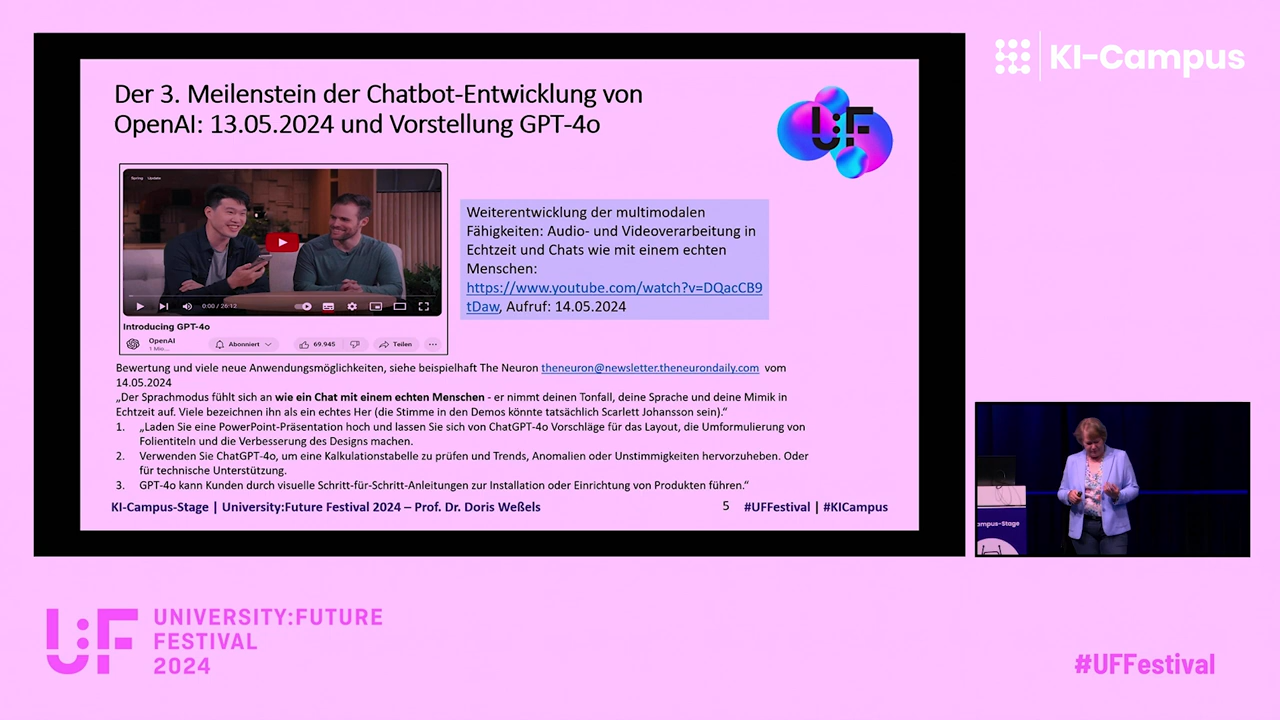 KI-Campus
Der 3. Meilenstein der Chatbot-Entwicklung von
OpenAI: 13.05.2024 und Vorstellung GPT-4o
U:F
Spring Update
0:00 / 26:12
Introducing GPT-4o
OpenAI
1 Mio...
Abonniert
69.945
Teilen
Weiterentwicklung der multimodalen
Fähigkeiten: Audio- und Videoverarbeitung in
Echtzeit und Chats wie mit einem echten
Menschen:
https://www.youtube.com/watch?v=DQacCB9
tDaw, Aufruf: 14.05.2024
Bewertung und viele neue Anwendungsmöglichkeiten, siehe beispielhaft The Neuron theneuron@newsletter.theneurondaily.com vom
14.05.2024
„Der Sprachmodus fühlt sich an wie ein Chat mit einem echten Menschen - er nimmt deinen Tonfall, deine Sprache und deine Mimik in
Echtzeit auf. Viele bezeichnen ihn als ein echtes Her (die Stimme in den Demos könnte tatsächlich Scarlett Johansson sein).“
1. „Laden Sie eine PowerPoint-Präsentation hoch und lassen Sie sich von ChatGPT-4o Vorschläge für das Layout, die Umformulierung von
Folientiteln und die Verbesserung des Designs machen.
2. Verwenden Sie ChatGPT-4o, um eine Kalkulationstabelle zu prüfen und Trends, Anomalien oder Unstimmigkeiten hervorzuheben. Oder
für technische Unterstützung.
3. GPT-4o kann Kunden durch visuelle Schritt-für-Schritt-Anleitungen zur Installation oder Einrichtung von Produkten führen.“
KI-Campus-Stage | University:Future Festival 2024 – Prof. Dr. Doris Weßels
5
#UFFestival | #KICampus
ampus-Stage
U:F
UNIVERSITY:FUTURE
FESTIVAL
2024
#UFFestival